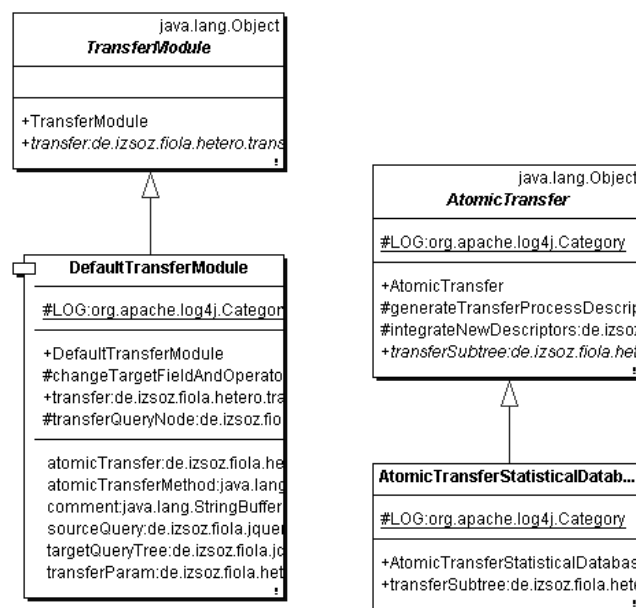 java.lang.Object
TransferModule
+TransferModule
+transfer:de.izsoz.fiola.hetero.trans
DefaultTransferModule
#LOG:org.apache.log4j.Categor
+DefaultTransferModule
#changeTargetFieldAndOperato
+transfer:de.izsoz.fiola.hetero.tra
#transferQueryNode:de.izsoz.fio
atomicTransfer:de.izsoz.fiola.he
atomicTransferMethod:java.lang
comment:java.lang.StringBuffer
sourceQuery:de.izsoz.fiola.jque
targetQueryTree:de.izsoz.fiola.jc
transferParam:de.izsoz.fiola.het
java.lang.Object
AtomicTransfer
#LOG:org.apache.log4j.Category
+AtomicTransfer
#generateTransferProcessDescrip
#integrateNewDescriptors:de.izso
+transferSubtree:de.izsoz.fiola.het
AtomicTransferStatisticalDatab...
#LOG:org.apache.log4j.Category
+AtomicTransferStatisticalDatabas
+transferSubtree:de.izsoz.fiola.hete